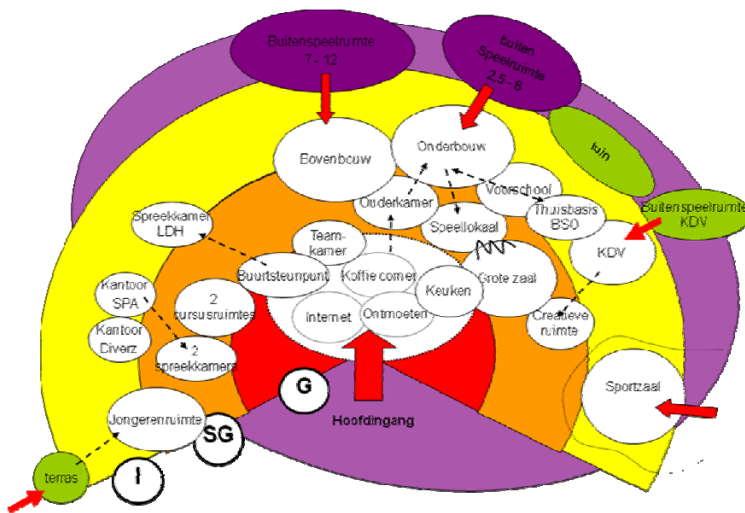 Buitenspeelruimte
7 - 12
buiten
Speelruimte
2,5 - 6
tuin
Buitenspeelruimte
KDV
Bovenbouw
Onderbouw
Voorschool
Ouderkamer
Thuisbasis
BSO
Spreekkamer
LDH
Speellokaal
KDV
Team-
kamer
Buurtsteunpunt
Koffie corner
Grote zaal
Keuken
Kantoor
SPA
2
cursusruimtes
Internet
Ontmoeten
Creatieve
ruimte
Kantoor
Diverz
2
spreekkamers
G
Hoofdingang
Sportzaal
Jongerenruimte
SG
I
terras